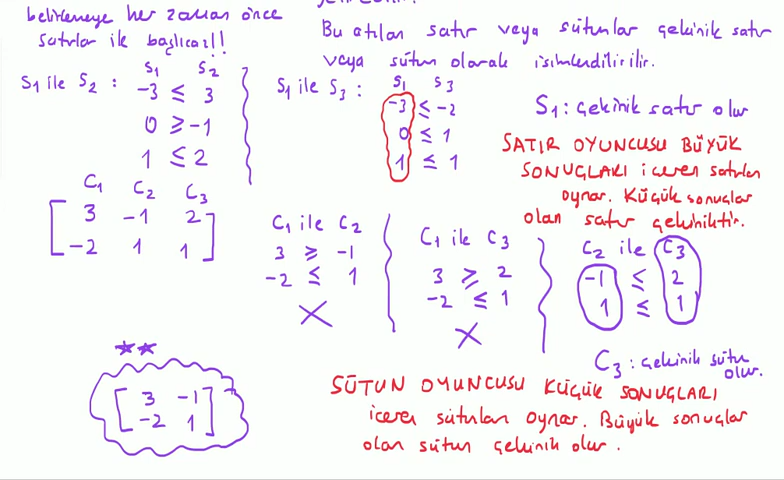 belirlemeye her zaman önce
satırlar ile başlıcaz!!
Bu atılan satır veya sütunlar çekinik satır
veya sütun olarak isimlendirilir.
S1 ile S2 :
S1 S2
-3 ≤ 3
0 ≥ -1
1 ≤ 2
S1 ile S3 :
S1 S3
-3 ≤ -2
0 ≤ 1
1 ≤ 1
S1 : çekinik satır olur
SATIR OYUNCUSU BÜYÜK
SONUÇLARI içeren satırları
oynar. Küçük sonuçlar
olan satır çekiniktir.
C1 C2 C3
3 -1 2
-2 1 1
C1 ile C2
3 ≥ -1
-2 ≤ 1
X
C1 ile C3
3 ≥ 2
-2 ≤ 1
X
C2 ile C3
-1 ≤ 2
1 ≤ 1
C3 : çekinik sütun
olur.
★★
3 -1
-2 1
SÜTUN OYUNCUSU KÜÇÜK SONUÇLARI
içeren sütunları oynar. Büyük sonuçlar
olan sütun çekinik olur.